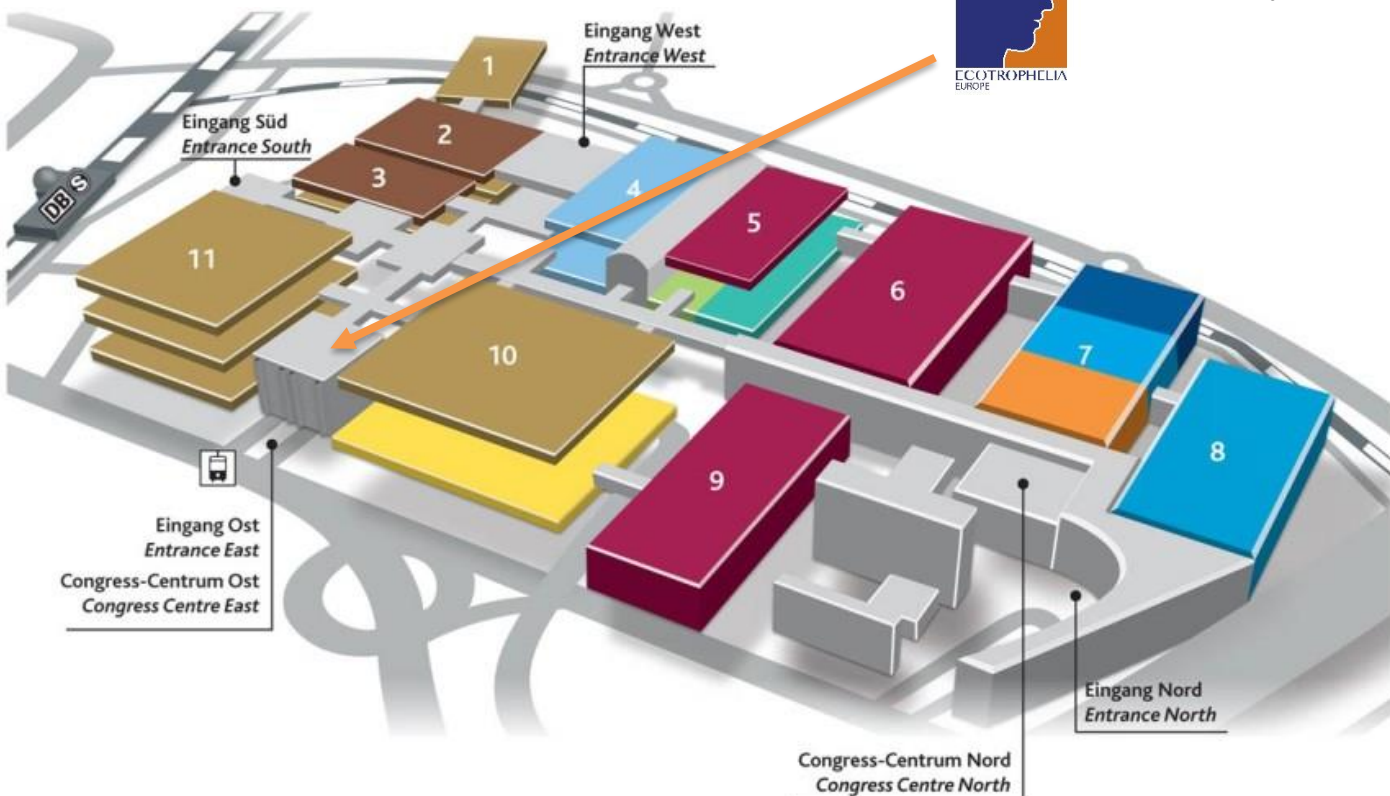 ECOTROPHELIA
EUROPE
Eingang West
Entrance West
1
2
Eingang Süd
Entrance South
3
4
DB S
5
11
6
10
7
8
9
Eingang Ost
Entrance East
Congress-Centrum Ost
Congress Centre East
Eingang Nord
Entrance North
Congress-Centrum Nord
Congress Centre North